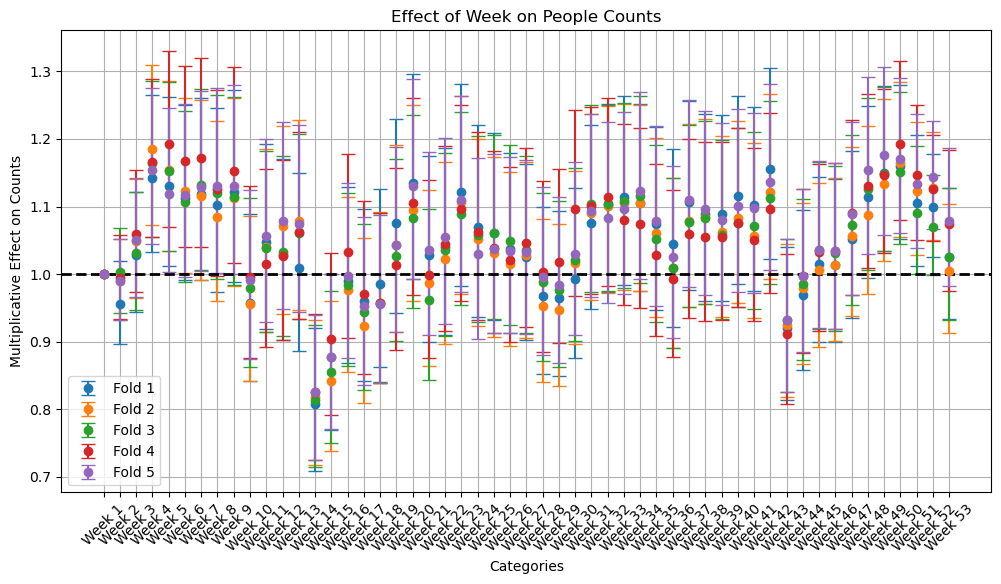 Effect of Week on People Counts
Multiplicative Effect on Counts
1.3
1.2
1.1
1.0
0.9
0.8
0.7
Fold 1
Fold 2
Fold 3
Fold 4
Fold 5
Week 1
Week 2
Week 3
Week 4
Week 5
Week 6
Week 7
Week 8
Week 9
Week 10
Week 11
Week 12
Week 13
Week 14
Week 15
Week 16
Week 17
Week 18
Week 19
Week 20
Week 21
Week 22
Week 23
Week 24
Week 25
Week 26
Week 27
Week 28
Week 29
Week 30
Week 31
Week 32
Week 33
Week 34
Week 35
Week 36
Week 37
Week 38
Week 39
Week 40
Week 41
Week 42
Week 43
Week 44
Week 45
Week 46
Week 47
Week 48
Week 49
Week 50
Week 51
Week 52
Week 53
Categories